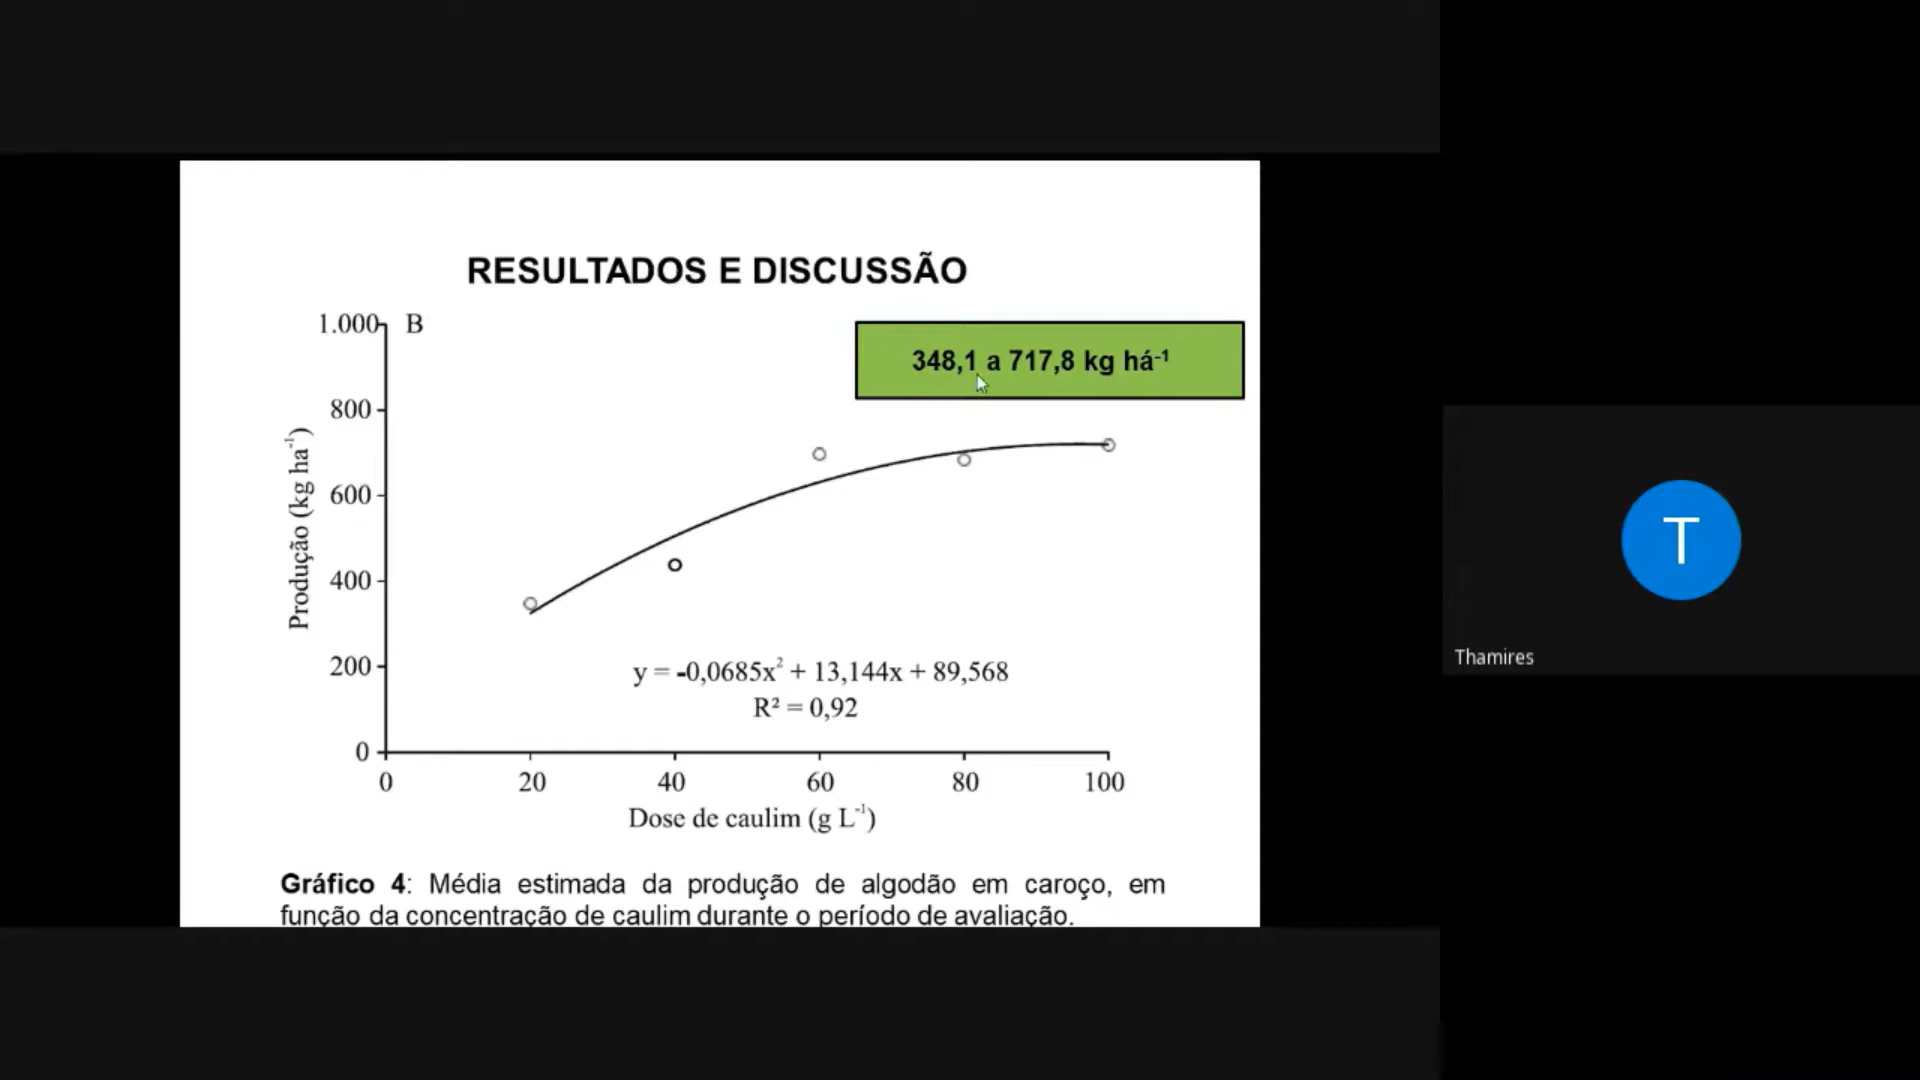 RESULTADOS E DISCUSSÃO
1.000 B
348,1 a 717,8 kg há⁻¹
800
600
400
200
0
Produção (kg ha⁻¹)
y = -0,0685x² + 13,144x + 89,568
R² = 0,92
0 20 40 60 80 100
Dose de caulim (g L⁻¹)
Gráfico 4: Média estimada da produção de algodão em caroço, em
função da concentração de caulim durante o período de avaliação.
T
Thamires